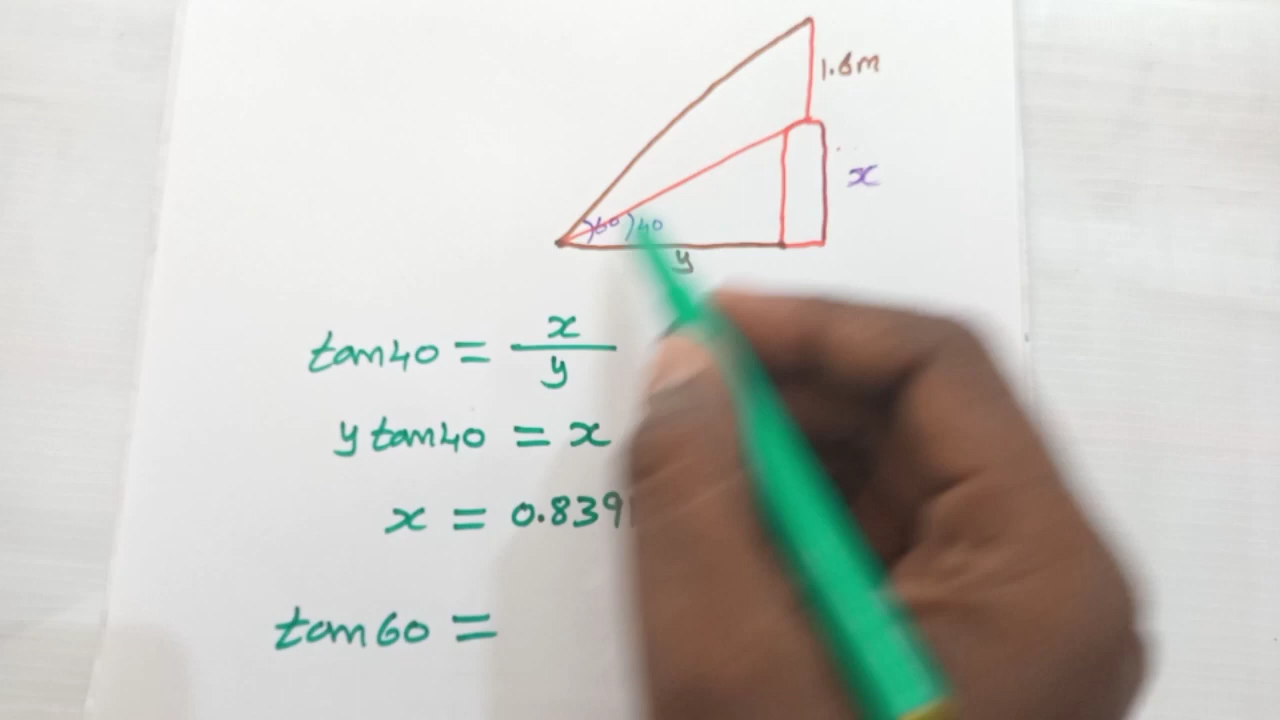 1.6m
x
60 40
y
tan40 = x/y
y tan40 = x
x = 0.839
tan60 =